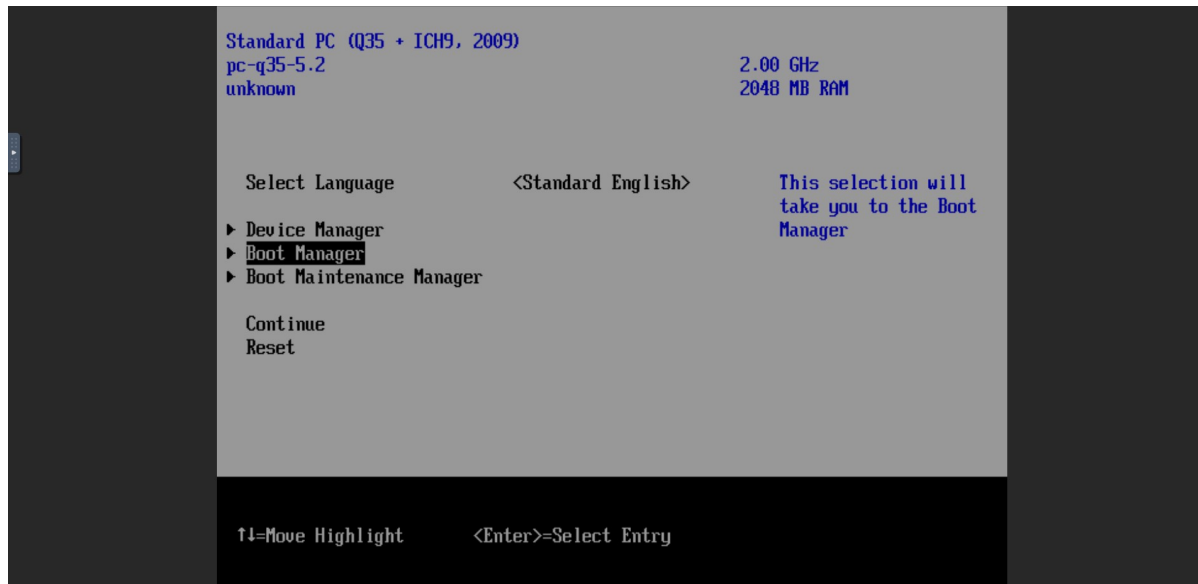 Standard PC (Q35 + ICH9, 2009)
pc-q35-5.2 2.00 GHz
unknown 2048 MB RAM
Select Language <Standard English> This selection will
take you to the Boot
▶ Device Manager Manager
▶ Boot Manager
▶ Boot Maintenance Manager
Continue
Reset
↑↓=Move Highlight <Enter>=Select Entry